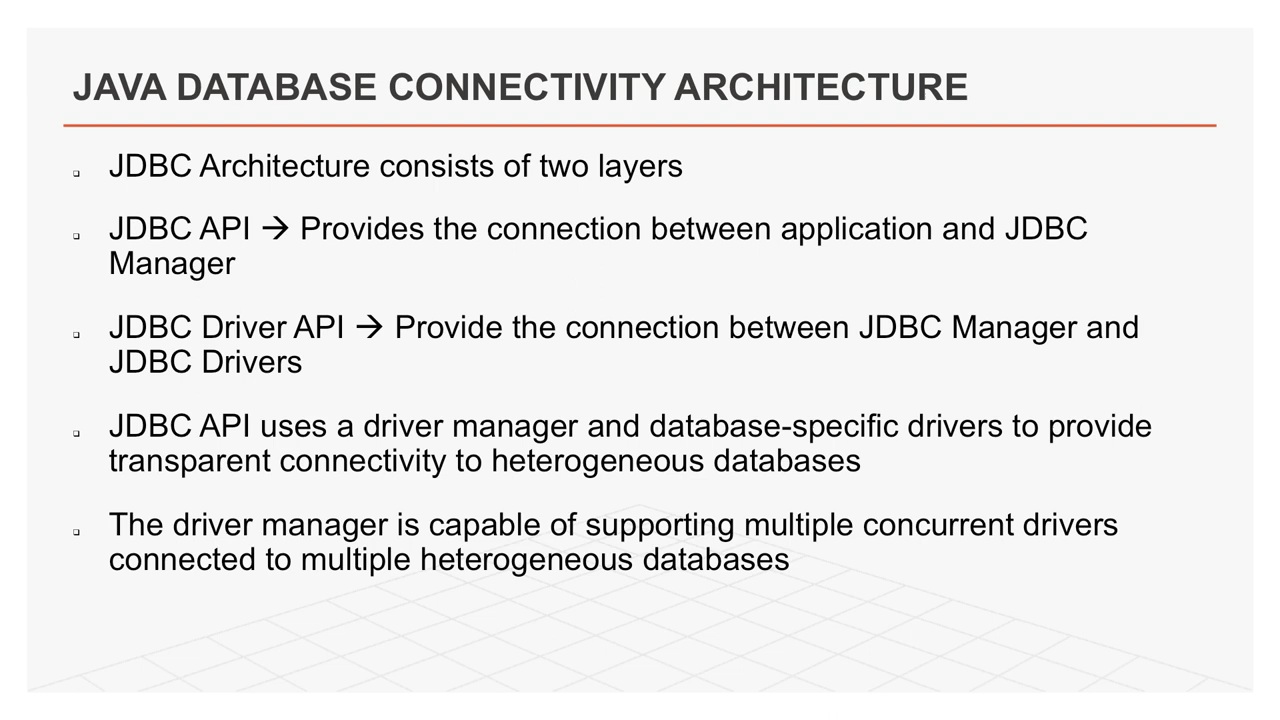 JAVA DATABASE CONNECTIVITY ARCHITECTURE
JDBC Architecture consists of two layers
JDBC API → Provides the connection between application and JDBC
Manager
JDBC Driver API → Provide the connection between JDBC Manager and
JDBC Drivers
JDBC API uses a driver manager and database-specific drivers to provide
transparent connectivity to heterogeneous databases
The driver manager is capable of supporting multiple concurrent drivers
connected to multiple heterogeneous databases